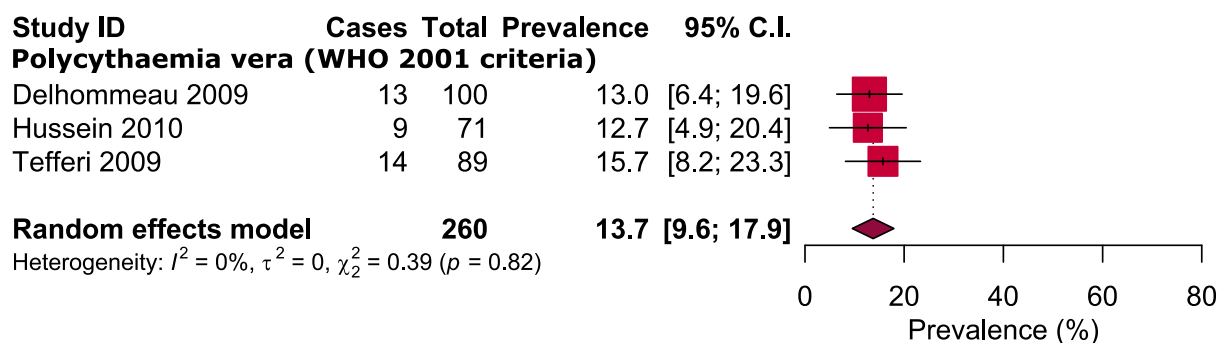 Study ID Cases Total Prevalence 95% C.I.
Polycythaemia vera (WHO 2001 criteria)
Delhommeau 2009 13 100 13.0 [6.4; 19.6]
Hussein 2010 9 71 12.7 [4.9; 20.4]
Tefferi 2009 14 89 15.7 [8.2; 23.3]
Random effects model 260 13.7 [9.6; 17.9]
Heterogeneity: I² = 0%, τ² = 0, χ²₂ = 0.39 (p = 0.82)
0 20 40 60 80
Prevalence (%)